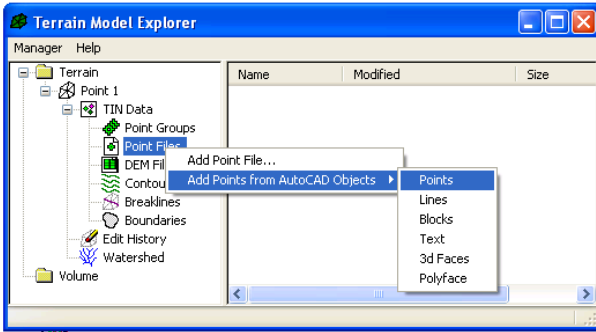 Terrain Model Explorer
Manager Help
Terrain
Point 1
TIN Data
Point Groups
Point Files
DEM Fil
Contou
Breaklines
Boundaries
Edit History
Watershed
Volume
Name Modified Size
Add Point File...
Add Points from AutoCAD Objects
Points
Lines
Blocks
Text
3d Faces
Polyface